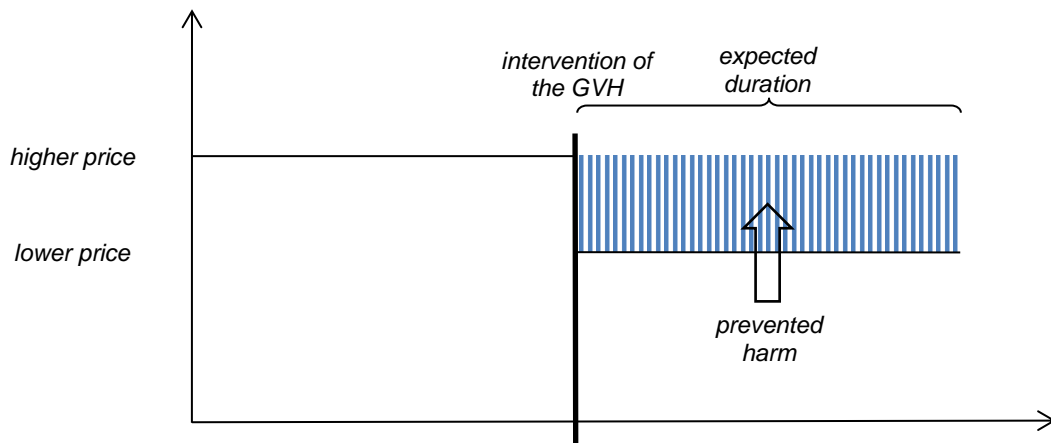 intervention of
the GVH
expected
duration
higher price
lower price
prevented
harm